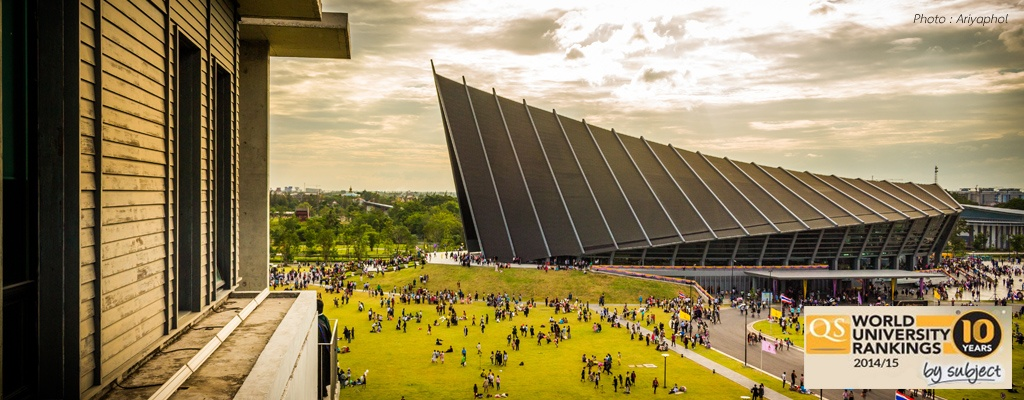 Photo : Ariyaphol
QS WORLD
UNIVERSITY
RANKINGS
2014/15
10
YEARS
by subject